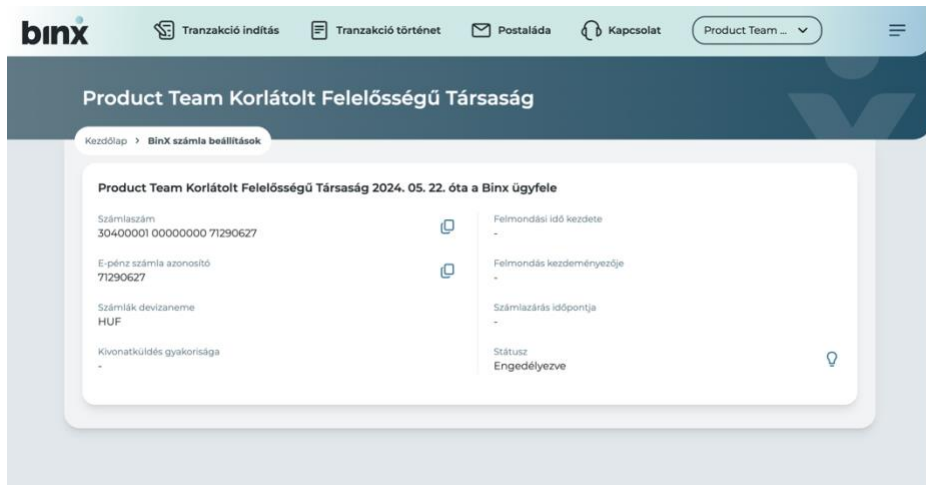 binx
Tranzakció indítás
Tranzakció történet
Postaláda
Kapcsolat
Product Team ...
Product Team Korlátolt Felelősségű Társaság
Kezdőlap > BinX számla beállítások
Product Team Korlátolt Felelősségű Társaság 2024. 05. 22. óta a Binx ügyfele
Számlaszám
30400001 00000000 71290627
E-pénz számla azonosító
71290627
Számlák devizaneme
HUF
Kivonatküldés gyakorisága
-
Felmondási idő kezdete
-
Felmondás kezdeményezője
-
Számlazárás időpontja
-
Státusz
Engedélyezve